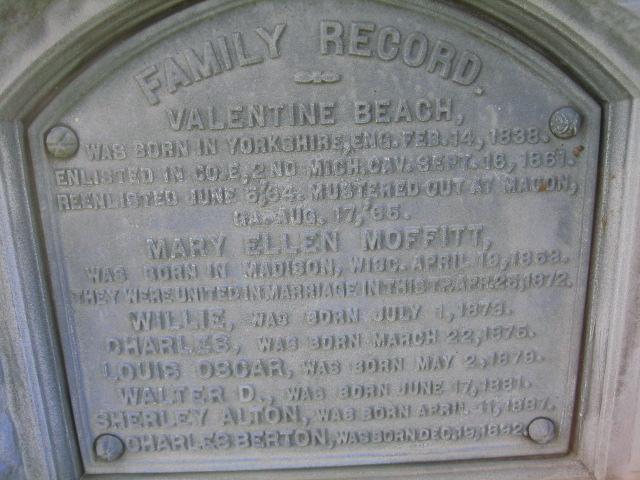 FAMILY RECORD.
VALENTINE BEACH,
WAS BORN IN YORKSHIRE, ENG. FEB. 14, 1838.
ENLISTED IN CO. E, 2ND MICH. CAV. SEPT. 16, 1861.
REENLISTED JUNE 5, '64. MUSTERED OUT AT MACON,
GA. AUG. 17, '65.
MARY ELLEN MOFFITT,
WAS BORN IN MADISON, WISC. APRIL 19, 1853.
THEY WERE UNITED IN MARRIAGE IN THIS TP. APR. 25, 1872.
WILLIE, WAS BORN JULY 1, 1873.
CHARLES, WAS BORN MARCH 22, 1875.
LOUIS OSCAR, WAS BORN MAY 2, 1879.
WALTER D., WAS BORN JUNE 17, 1881.
SHERLEY ALTON, WAS BORN APRIL 11, 1887.
CHARLES BERTON, WAS BORN DEC. 19, 1892.